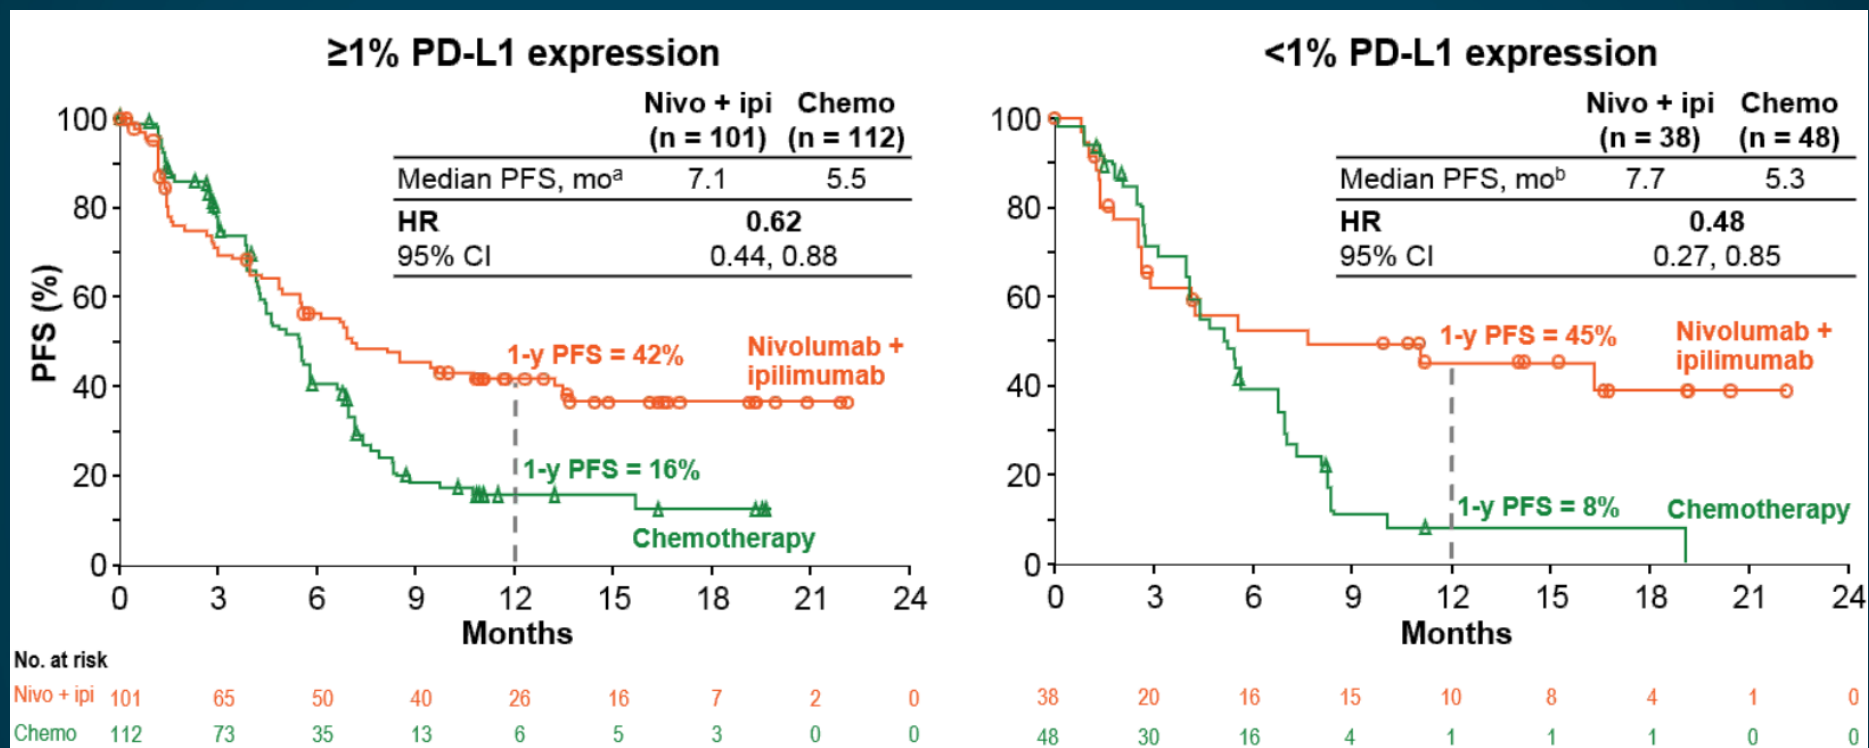 ≥1% PD-L1 expression
Nivo + ipi Chemo
(n = 101) (n = 112)
Median PFS, moᵃ 7.1 5.5
HR 0.62
95% CI 0.44, 0.88
PFS (%)
100
80
60
40
20
0
1-y PFS = 42%
Nivolumab +
ipilimumab
1-y PFS = 16%
Chemotherapy
0 3 6 9 12 15 18 21 24
Months
<1% PD-L1 expression
Nivo + ipi Chemo
(n = 38) (n = 48)
Median PFS, moᵇ 7.7 5.3
HR 0.48
95% CI 0.27, 0.85
100
80
60
40
20
0
1-y PFS = 45%
Nivolumab +
ipilimumab
1-y PFS = 8%
Chemotherapy
0 3 6 9 12 15 18 21 24
Months
No. at risk
Nivo + ipi 101 65 50 40 26 16 7 2 0
Chemo 112 73 35 13 6 5 3 0 0
38 20 16 15 10 8 4 1 0
48 30 16 4 1 1 1 0 0